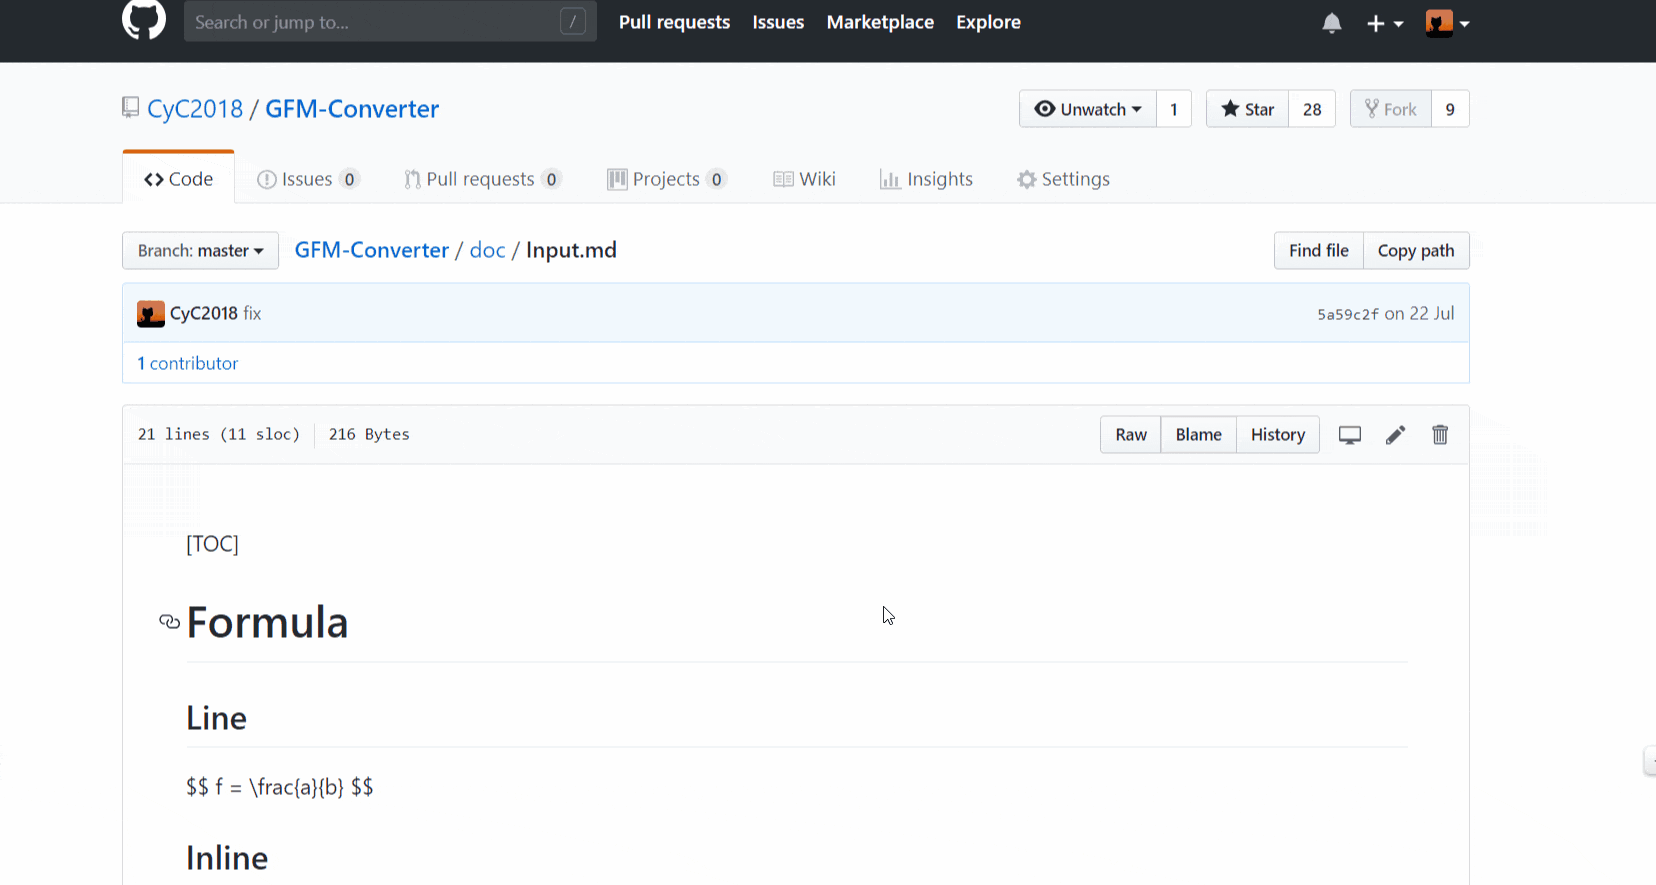 Search or jump to... / Pull requests Issues Marketplace Explore
CyC2018 / GFM-Converter Unwatch 1 Star 28 Fork 9
Code Issues 0 Pull requests 0 Projects 0 Wiki Insights Settings
Branch: master GFM-Converter / doc / Input.md Find file Copy path
CyC2018 fix 5a59c2f on 22 Jul
1 contributor
21 lines (11 sloc) 216 Bytes Raw Blame History
[TOC]
Formula
Line
$$ f = \frac{a}{b} $$
Inline